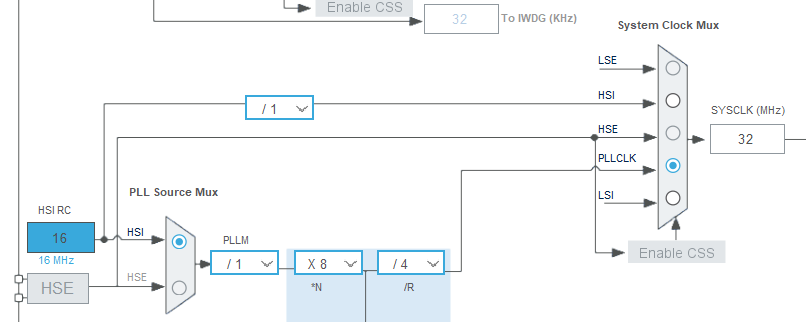 Enable CSS
32
To IWDG (KHz)
System Clock Mux
LSE
/ 1
HSI
SYSCLK (MHz)
HSE
32
PLLCLK
PLL Source Mux
LSI
HSI RC
16
HSI
PLLM
16 MHz
/ 1
X 8
/ 4
Enable CSS
HSE
HSE
*N
/R